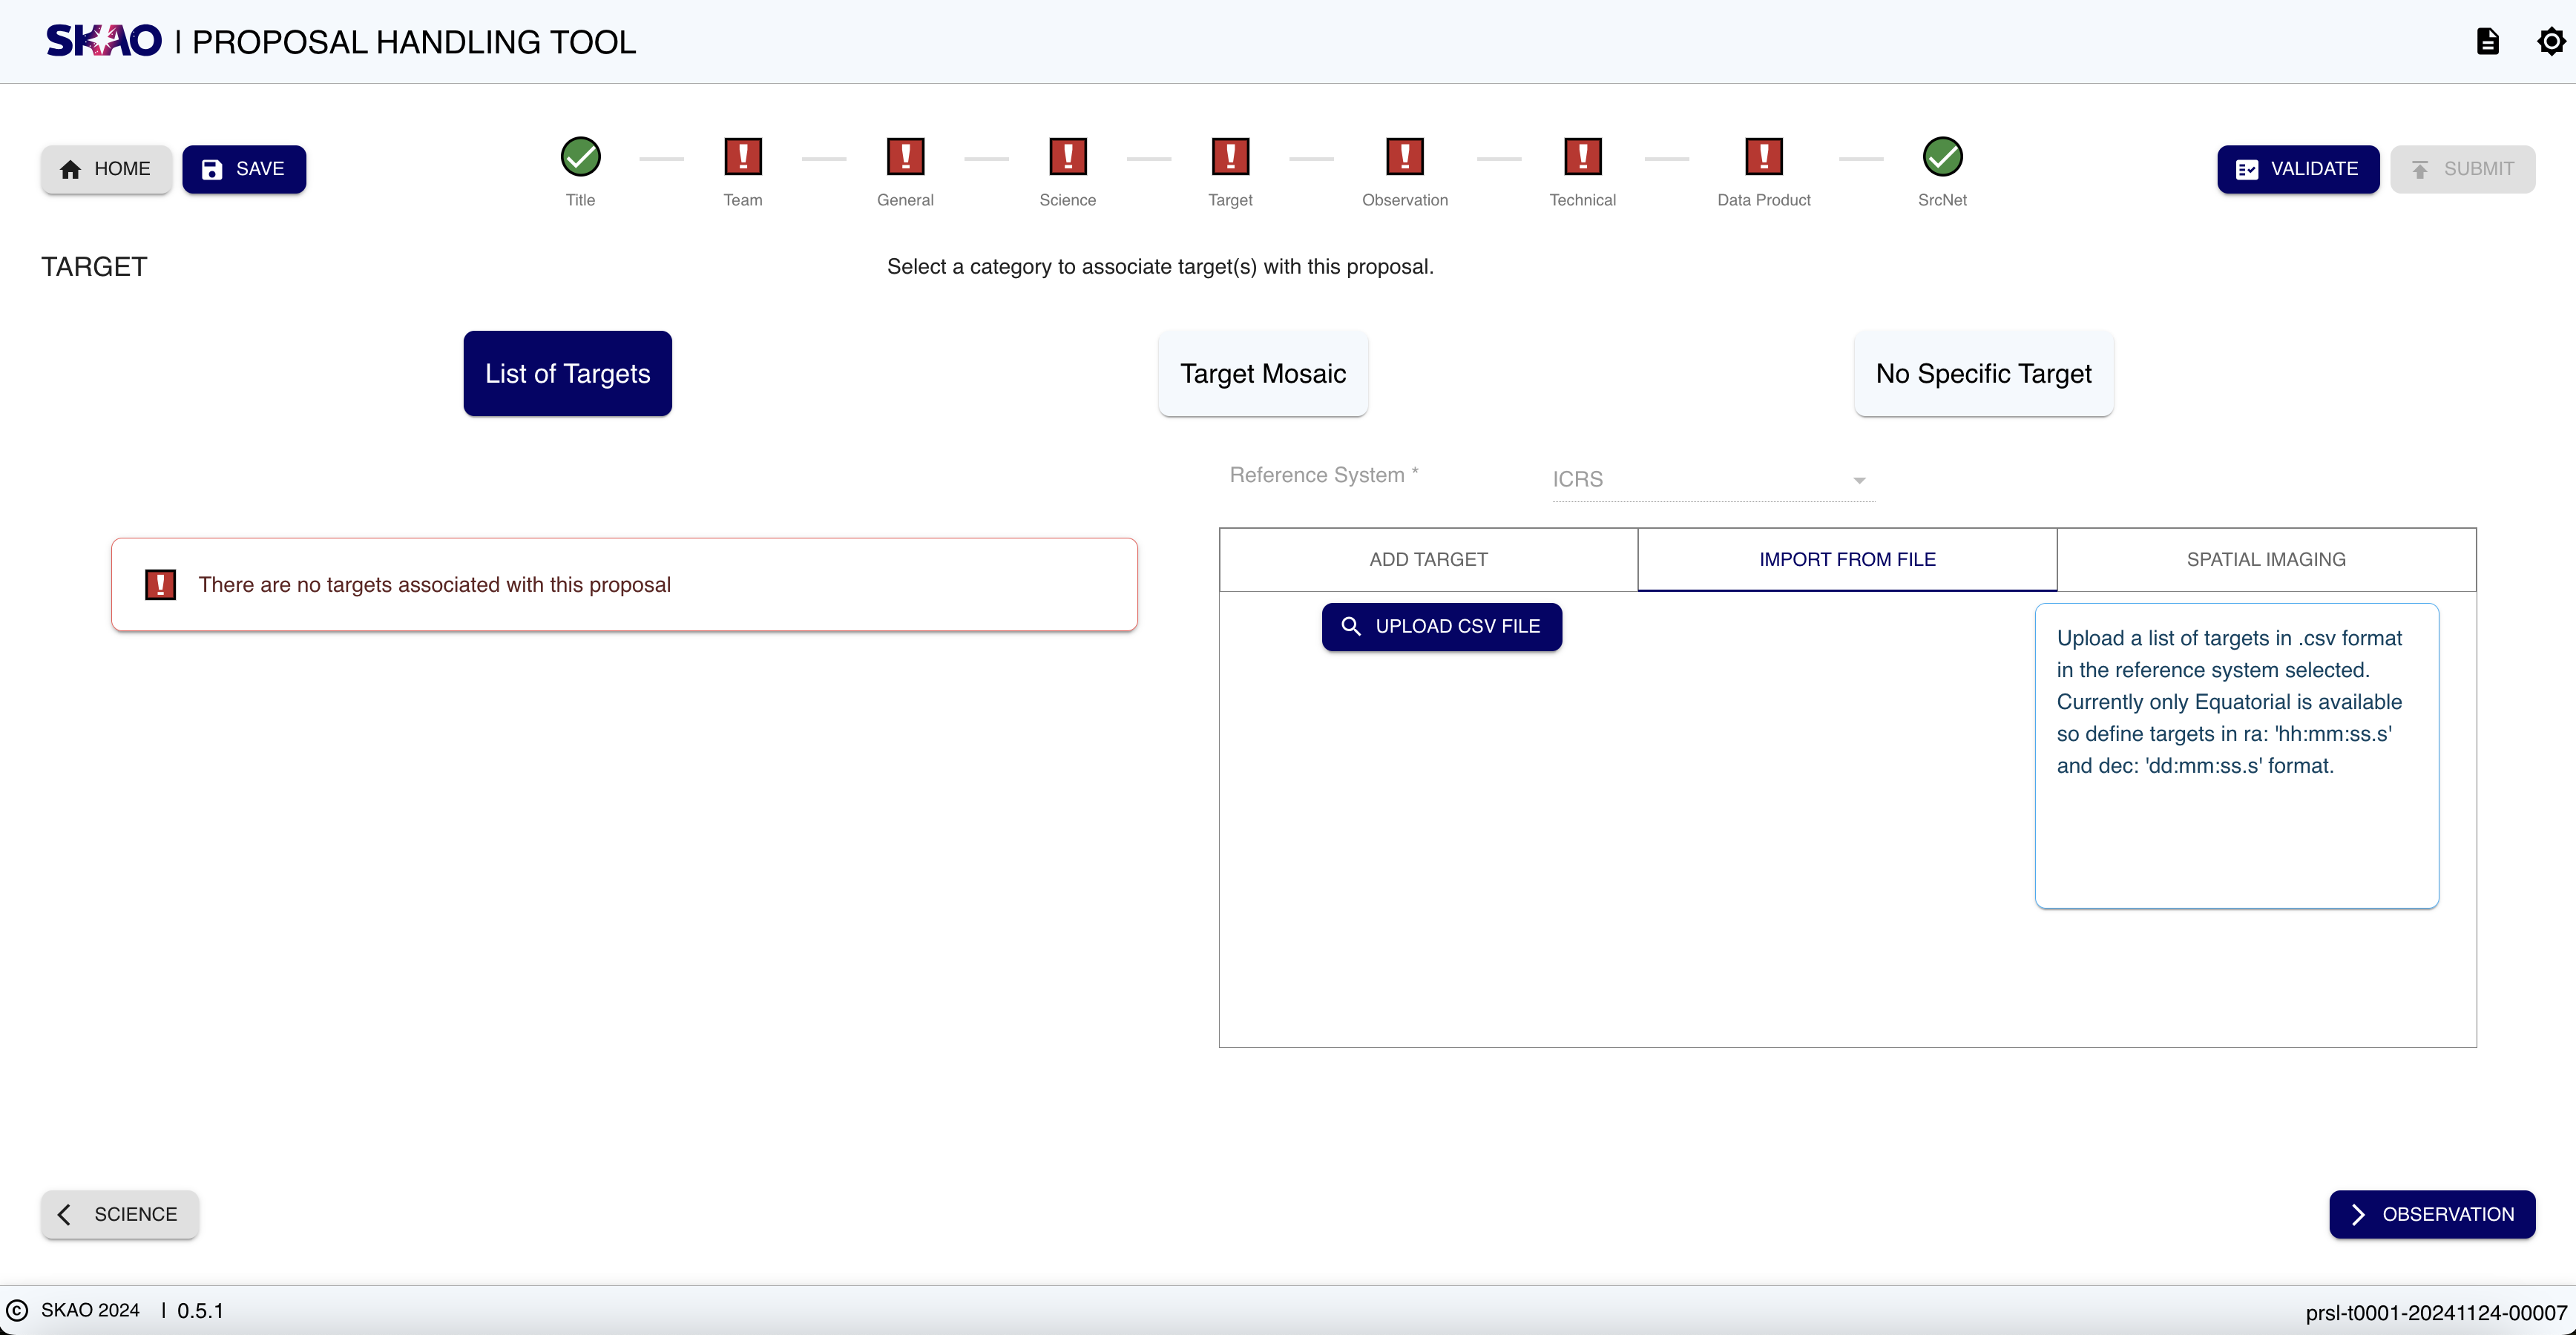 SKAO | PROPOSAL HANDLING TOOL
HOME SAVE VALIDATE SUBMIT
Title Team General Science Target Observation Technical Data Product SrcNet
TARGET Select a category to associate target(s) with this proposal.
List of Targets Target Mosaic No Specific Target
Reference System * ICRS
There are no targets associated with this proposal
ADD TARGET IMPORT FROM FILE SPATIAL IMAGING
UPLOAD CSV FILE
Upload a list of targets in .csv format
in the reference system selected.
Currently only Equatorial is available
so define targets in ra: 'hh:mm:ss.s'
and dec: 'dd:mm:ss.s' format.
SCIENCE OBSERVATION
© SKAO 2024 | 0.5.1 prsl-t0001-20241124-00007